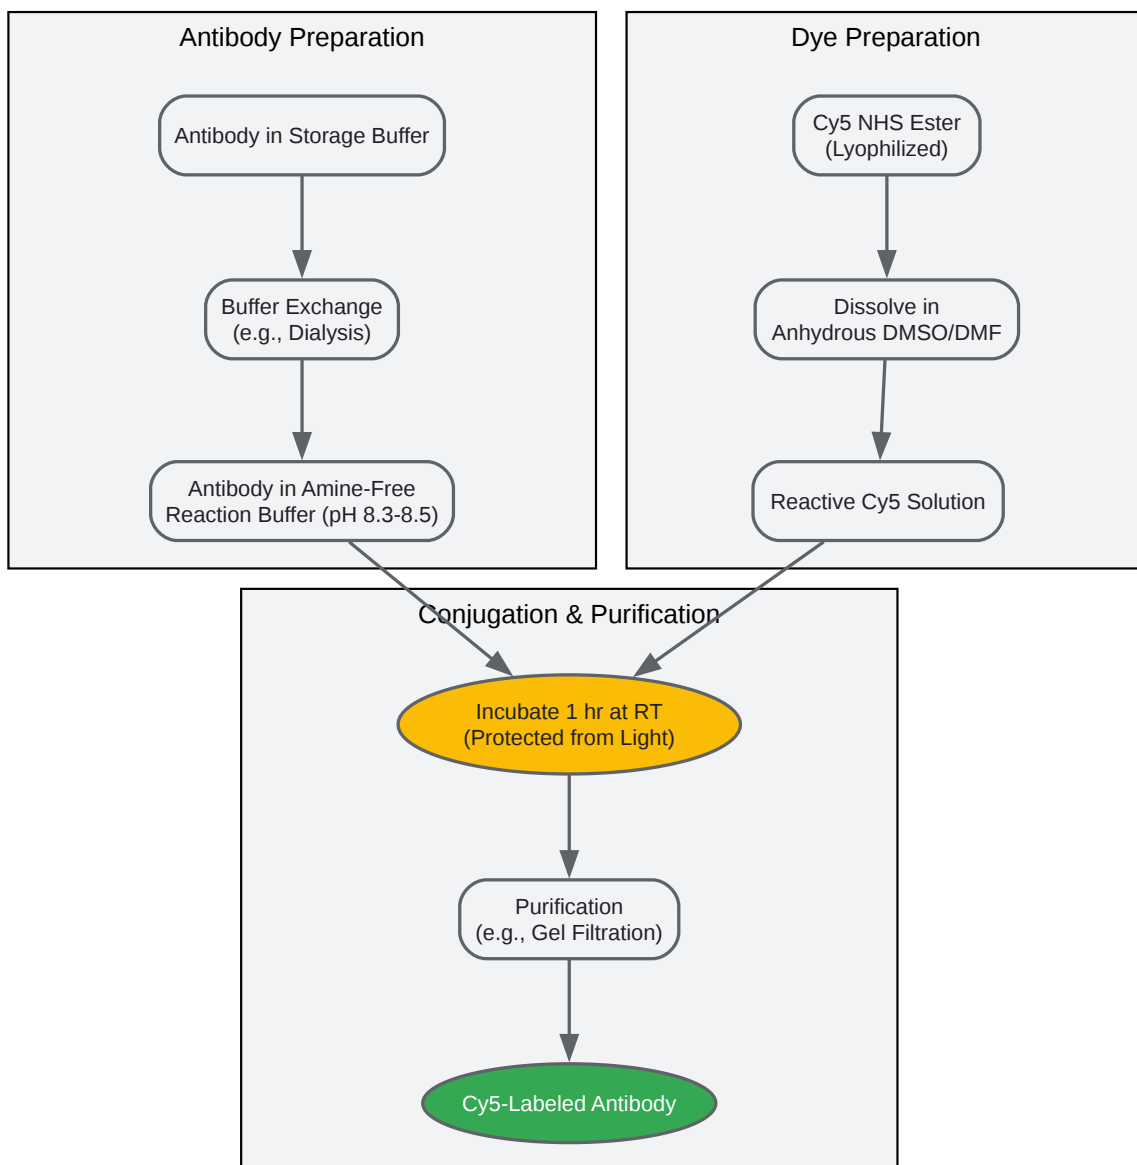 Antibody Preparation
Antibody in Storage Buffer
Buffer Exchange
(e.g., Dialysis)
Antibody in Amine-Free
Reaction Buffer (pH 8.3-8.5)
Dye Preparation
Cy5 NHS Ester
(Lyophilized)
Dissolve in
Anhydrous DMSO/DMF
Reactive Cy5 Solution
Conjugation & Purification
Incubate 1 hr at RT
(Protected from Light)
Purification
(e.g., Gel Filtration)
Cy5-Labeled Antibody